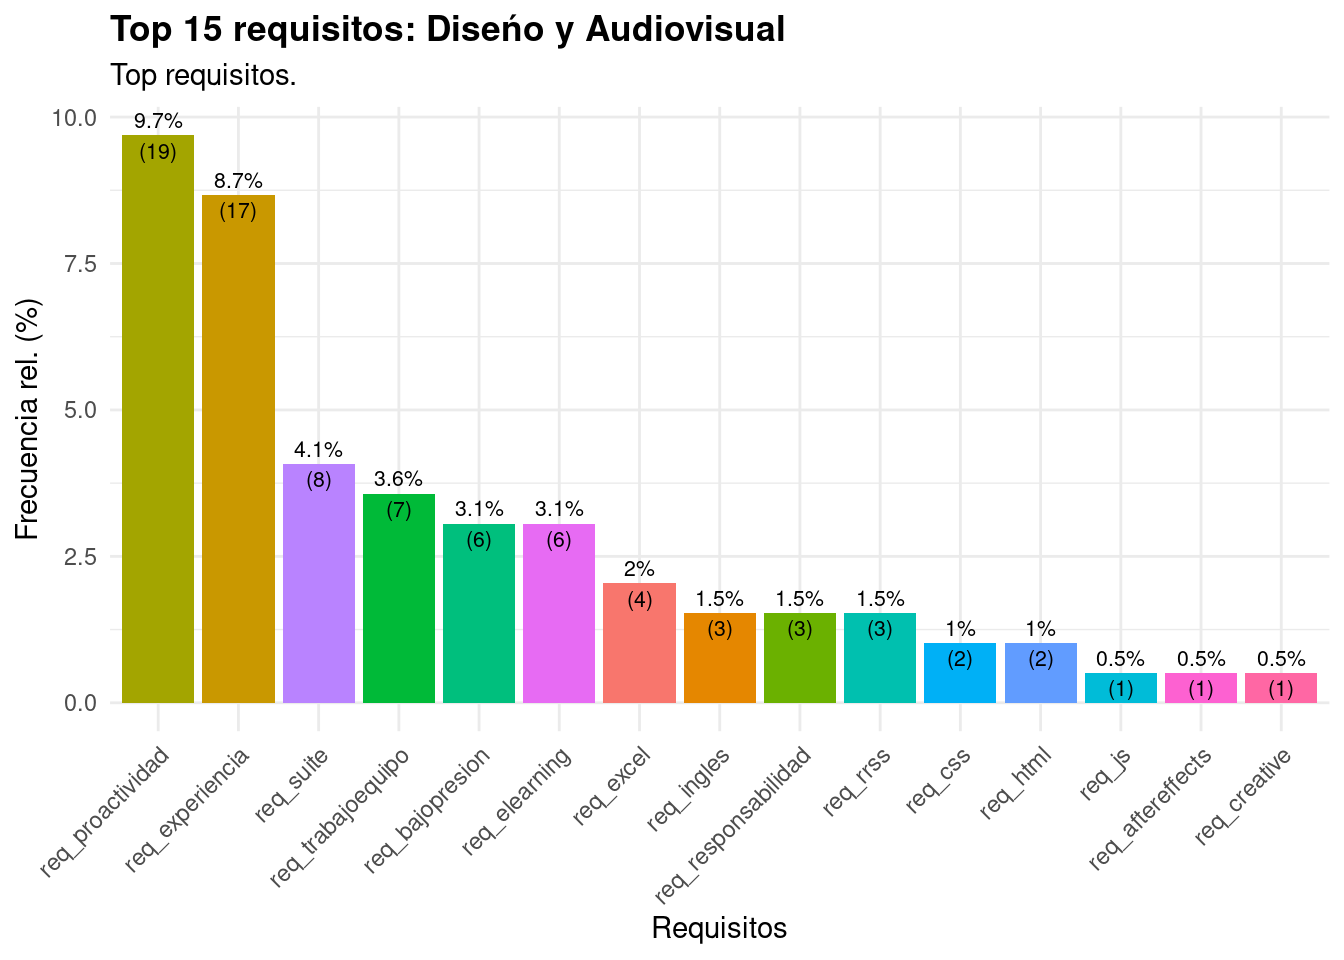 Top 15 requisitos: Diseńo y Audiovisual
Top requisitos.
Frecuencia rel. (%)
10.0
7.5
5.0
2.5
0.0
9.7%
(19)
8.7%
(17)
4.1%
(8)
3.6%
(7)
3.1%
(6)
3.1%
(6)
2%
(4)
1.5%
(3)
1.5%
(3)
1.5%
(3)
1%
(2)
1%
(2)
0.5%
(1)
0.5%
(1)
0.5%
(1)
req_proactividad
req_experiencia
req_suite
req_trabajoequipo
req_bajopresion
req_elearning
req_excel
req_ingles
req_responsabilidad
req_rrss
req_css
req_html
req_js
req_aftereffects
req_creative
Requisitos